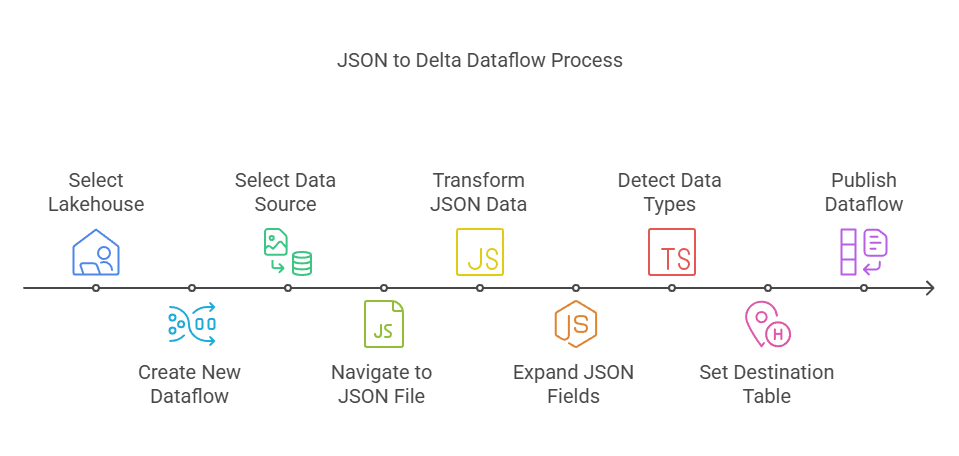 JSON to Delta Dataflow Process
Select
Lakehouse
Create New
Dataflow
Select Data
Source
JS
Navigate to
JSON File
Transform
JSON Data
JS
JS
Expand JSON
Fields
Detect Data
Types
TS
H
Set Destination
Table
Publish
Dataflow